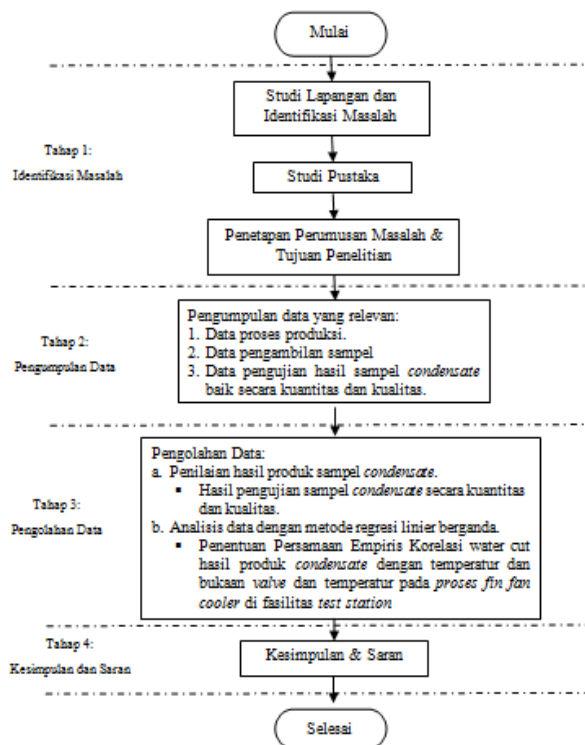 Mulai
Studi Lapangan dan
Identifikasi Masalah
Tahap 1:
Identifikasi Masalah
Studi Pustaka
Penetapan Perumusan Masalah &
Tujuan Penelitian
Tahap 2:
Pengumpulan Data
Pengumpulan data yang relevan:
1. Data proses produksi.
2. Data pengambilan sampel
3. Data pengujian hasil sampel condensate
baik secara kuantitas dan kualitas.
Tahap 3:
Pengolahan Data
Pengolahan Data:
a. Penilaian hasil produk sampel condensate.
▪ Hasil pengujian sampel condensate secara kuantitas
dan kualitas.
b. Analisis data dengan metode regresi linier berganda.
▪ Penentuan Persamaan Empiris Korelasi water cut
hasil produk condensate dengan temperatur dan
bukaan valve dan temperatur pada proses fin fan
cooler di fasilitas test station
Tahap 4:
Kesimpulan dan Saran
Kesimpulan & Saran
Selesai